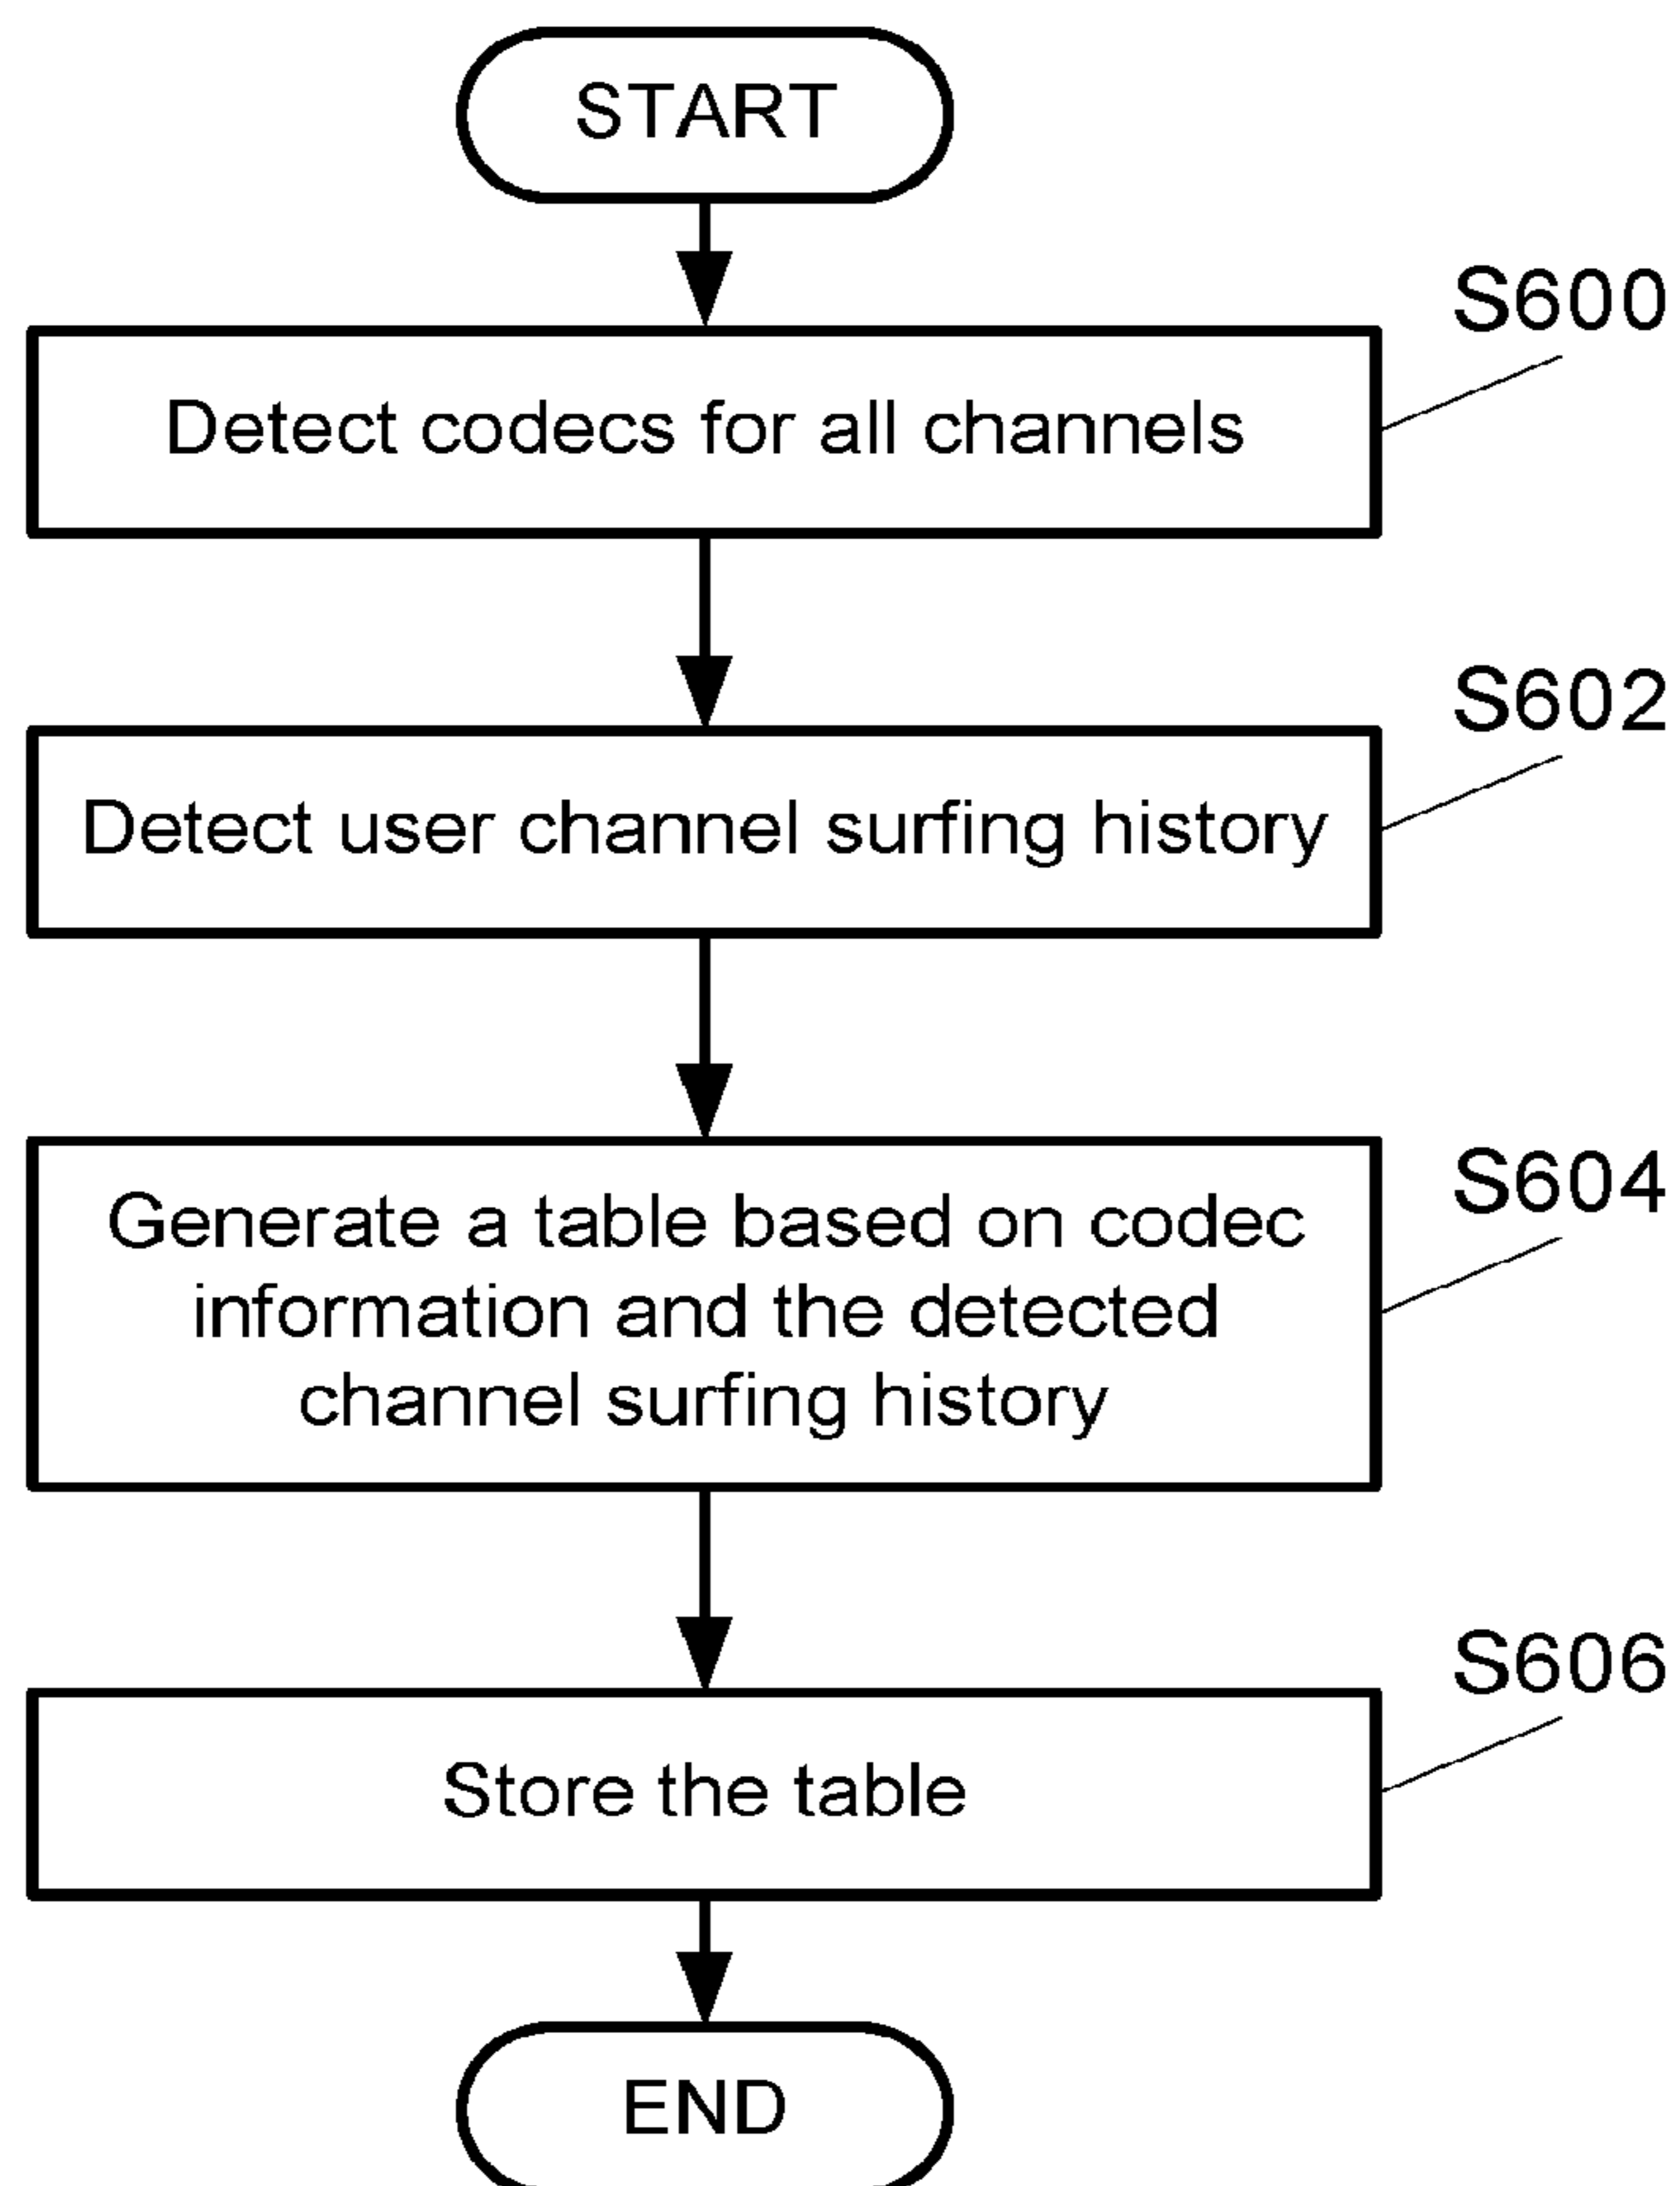 START
S600
Detect codecs for all channels
S602
Detect user channel surfing history
S604
Generate a table based on codec
information and the detected
channel surfing history
S606
Store the table
END